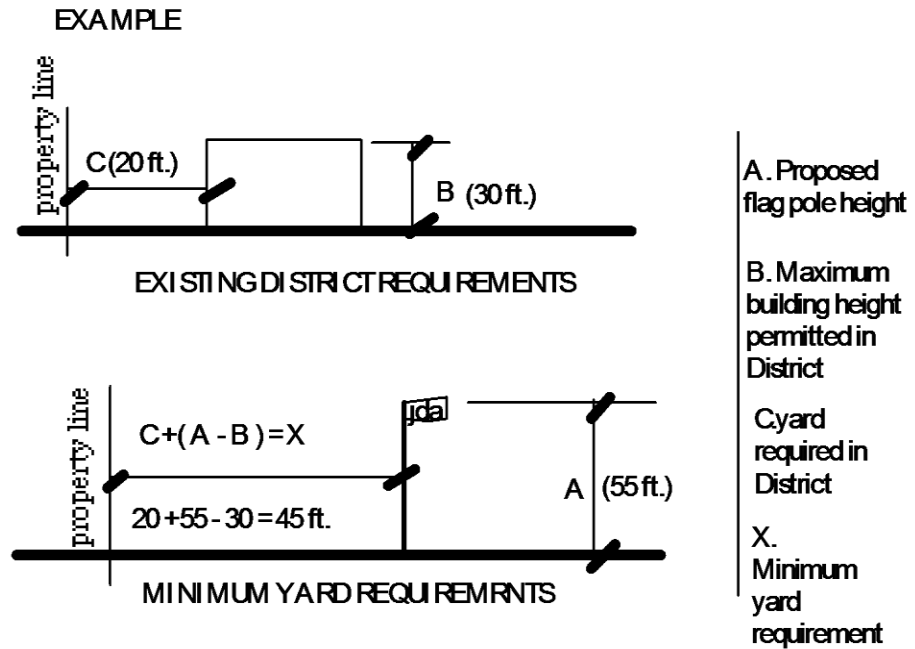 EXAMPLE
property line
C (20 ft.)
B (30 ft.)
EXISTING DISTRICT REQUIREMENTS
property line
C + (A - B) = X
20 + 55 - 30 = 45 ft.
jda
A (55 ft.)
MINIMUM YARD REQUIREMRNTS
A. Proposed
flag pole height
B. Maximum
building height
permitted in
District
C.yard
required in
District
X.
Minimum
yard
requirement